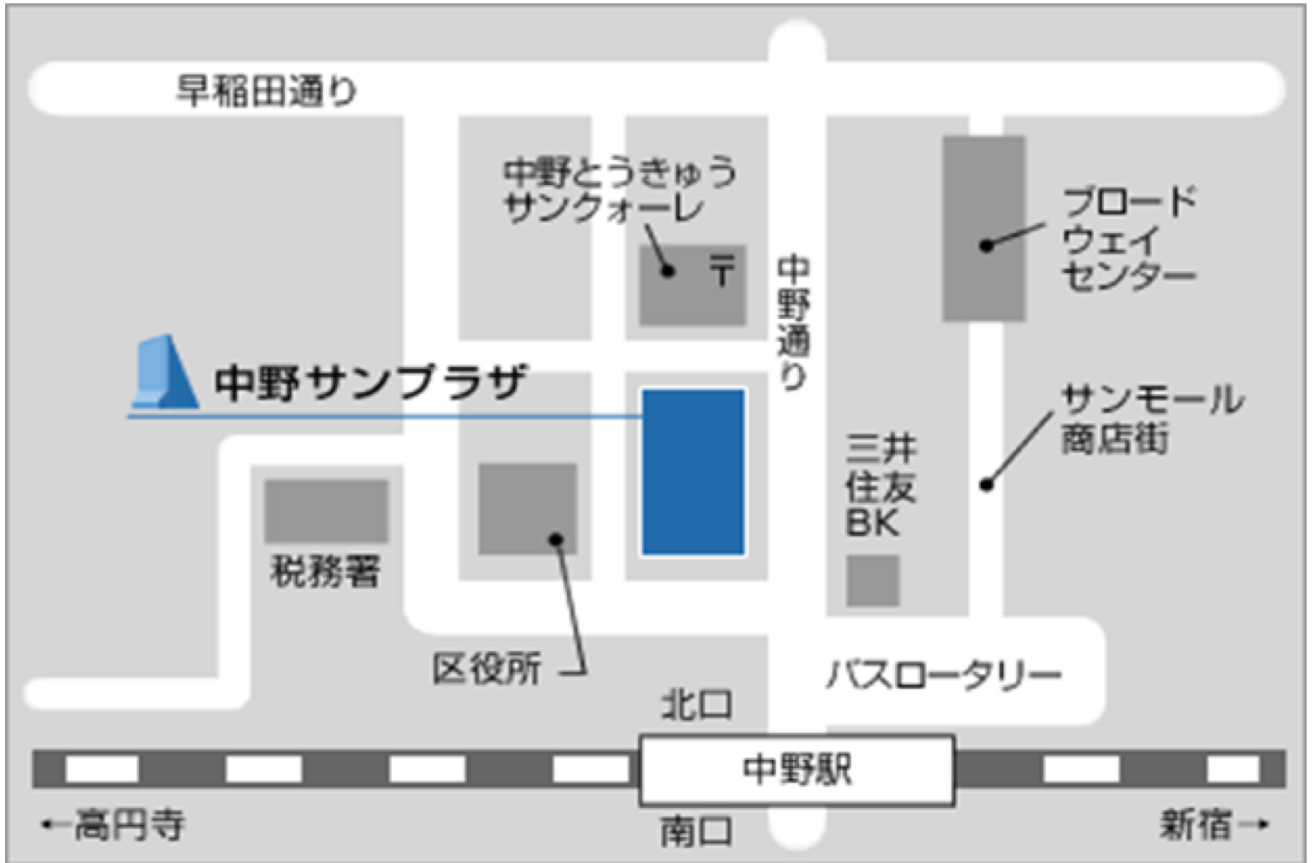 早稲田通り
中野とうきゅう
サンクォーレ
〒
ブロード
ウェイ
センター
中野通り
中野サンプラザ
サンモール
商店街
三井
住友
BK
税務署
区役所
バスロータリー
北口
中野駅
南口
←高円寺
新宿→